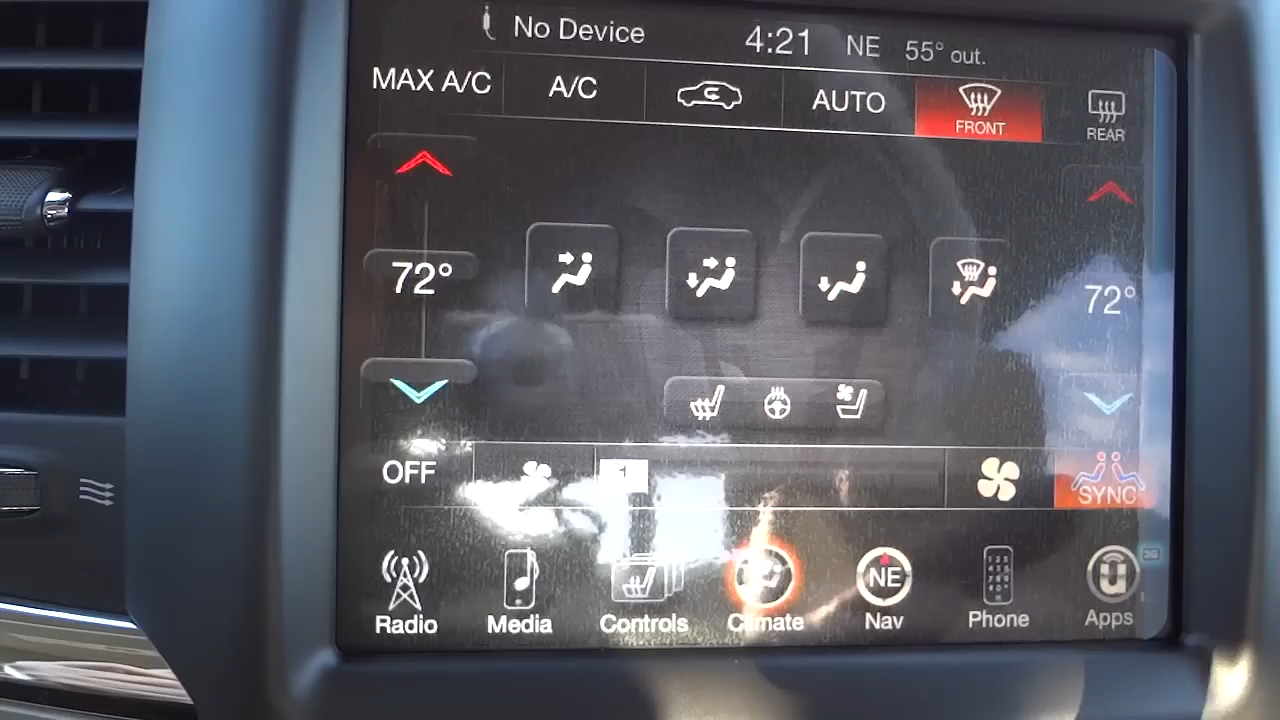 No Device 4:21 NE 55° out.
MAX A/C A/C AUTO FRONT REAR
72° 72°
OFF 1 SYNC
NE 3G
Radio Media Controls Climate Nav Phone Apps